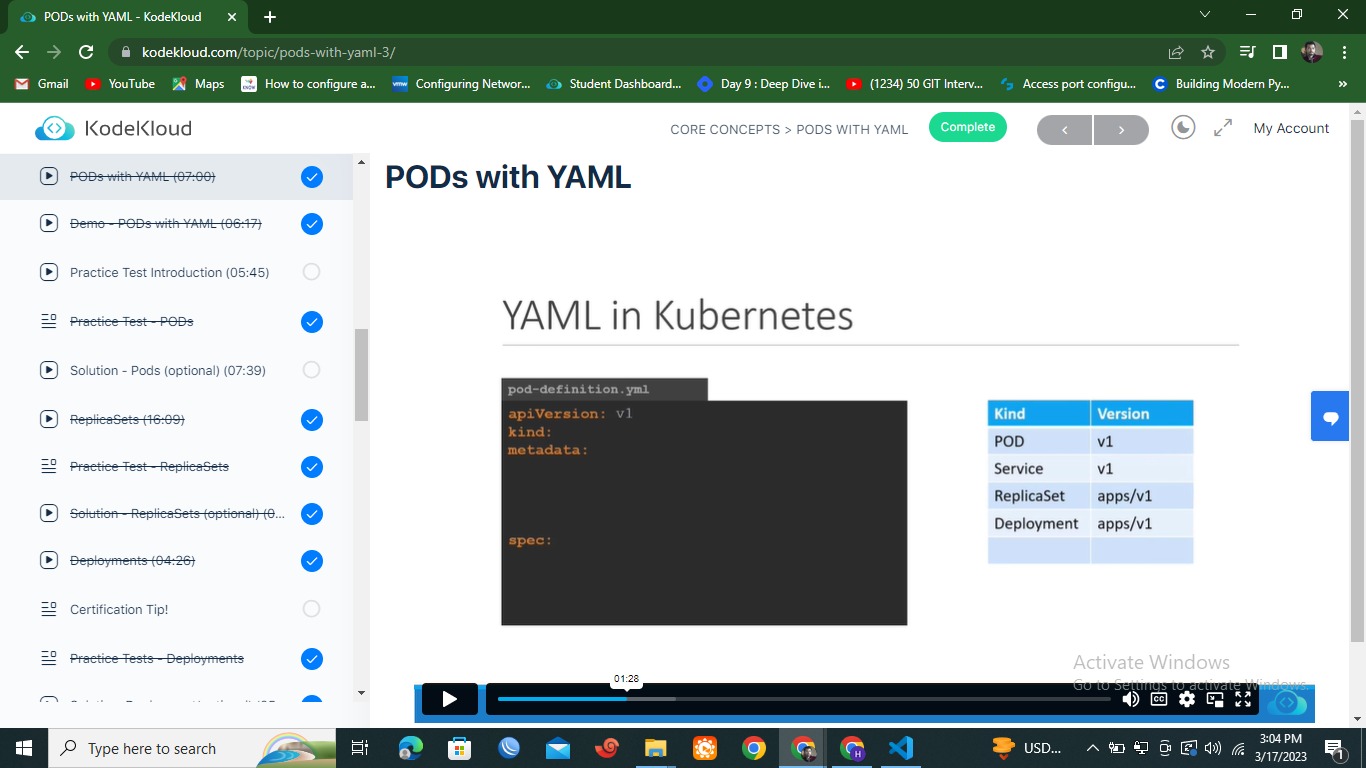 PODs with YAML - KodeKloud
kodekloud.com/topic/pods-with-yaml-3/
Gmail
YouTube
Maps
How to configure a...
Configuring Networ...
Student Dashboard...
Day 9 : Deep Dive i...
(1234) 50 GIT Interv...
Access port configu...
Building Modern Py...
»
KodeKloud
CORE CONCEPTS > PODS WITH YAML
Complete
My Account
PODs with YAML (07:00)
Demo - PODs with YAML (06:17)
Practice Test Introduction (05:45)
Practice Test - PODs
Solution - Pods (optional) (07:39)
ReplicaSets (16:09)
Practice Test - ReplicaSets
Solution - ReplicaSets (optional) (0...
Deployments (04:26)
Certification Tip!
Practice Tests - Deployments
PODs with YAML
YAML in Kubernetes
pod-definition.yml
apiVersion: v1
kind:
metadata:
spec:
Kind Version
POD v1
Service v1
ReplicaSet apps/v1
Deployment apps/v1
Activate Windows
Go to Settings to activate Windows.
01:28
CC
Type here to search
USD...
3:04 PM
3/17/2023
1